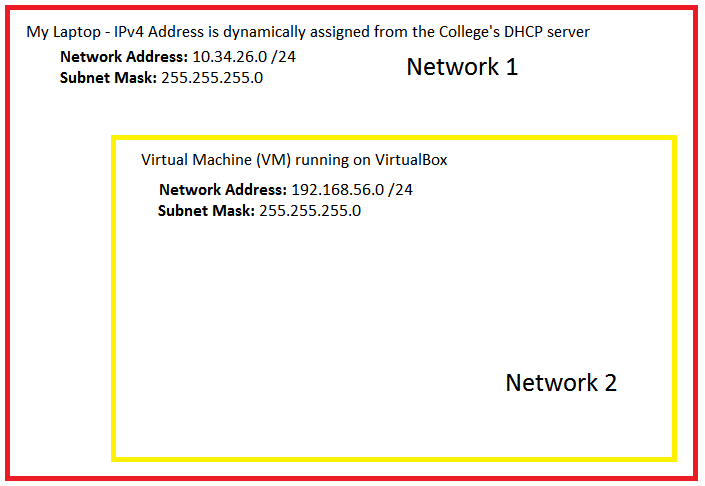 My Laptop - IPv4 Address is dynamically assigned from the College's DHCP server
Network Address: 10.34.26.0 /24
Subnet Mask: 255.255.255.0
Network 1
Virtual Machine (VM) running on VirtualBox
Network Address: 192.168.56.0 /24
Subnet Mask: 255.255.255.0
Network 2